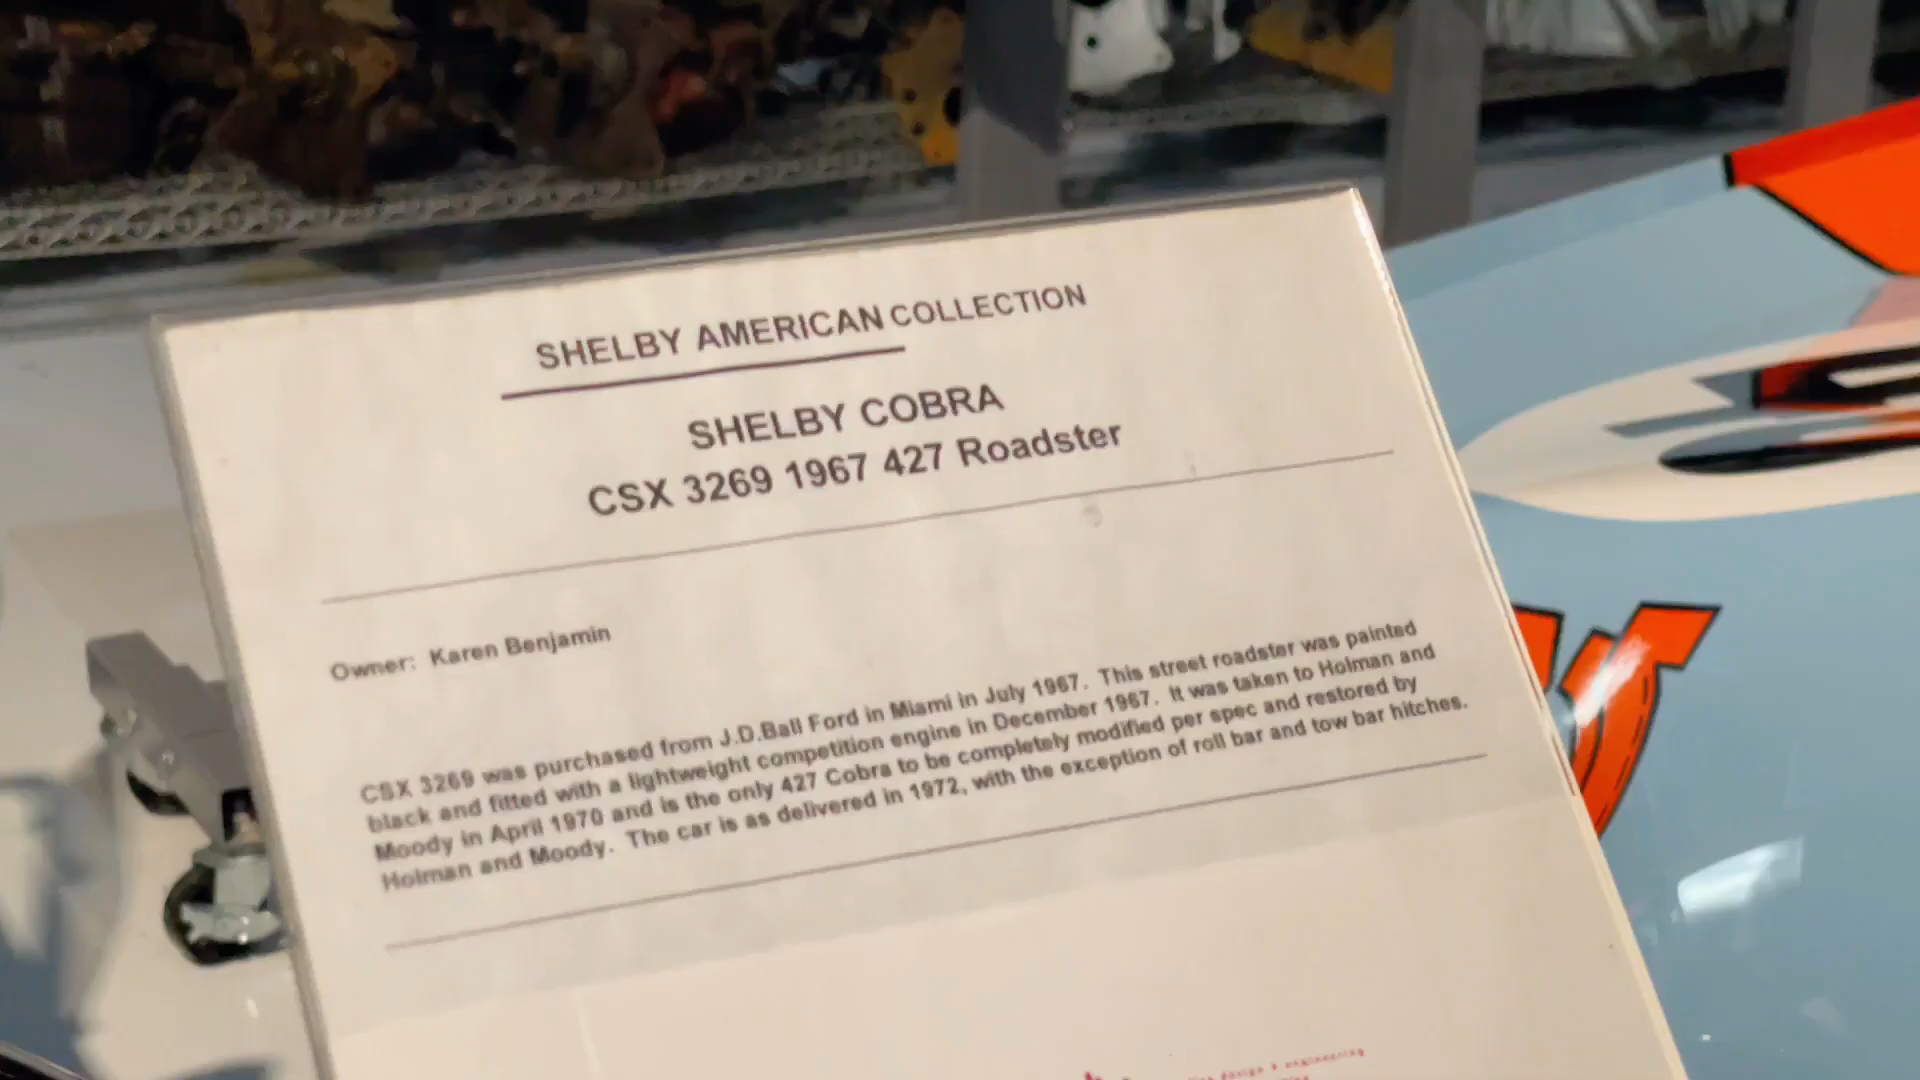 SHELBY AMERICAN COLLECTION
SHELBY COBRA
CSX 3269 1967 427 Roadster
Owner: Karen Benjamin
CSX 3269 was purchased from J.D.Ball Ford in Miami in July 1967. This street roadster was painted
black and fitted with a lightweight competition engine in December 1967. It was taken to Holman and
Moody in April 1970 and is the only 427 Cobra to be completely modified per spec and restored by
Holman and Moody. The car is as delivered in 1972, with the exception of roll bar and tow bar hitches.
design & engineering